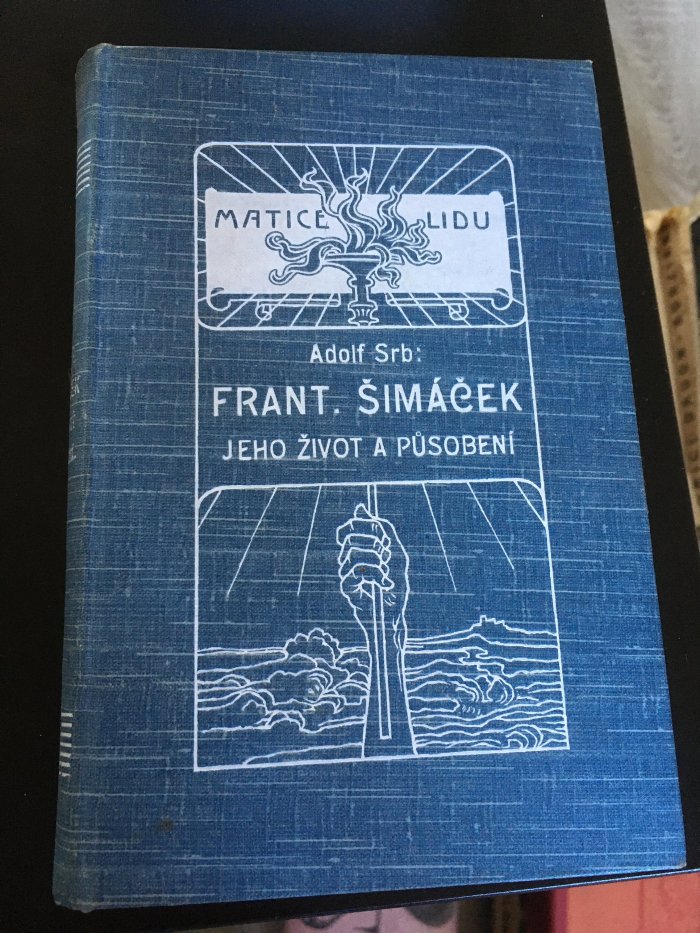 MATICE LIDU
Adolf Srb:
FRANT. ŠIMÁČEK
JEHO ŽIVOT A PŮSOBENÍ